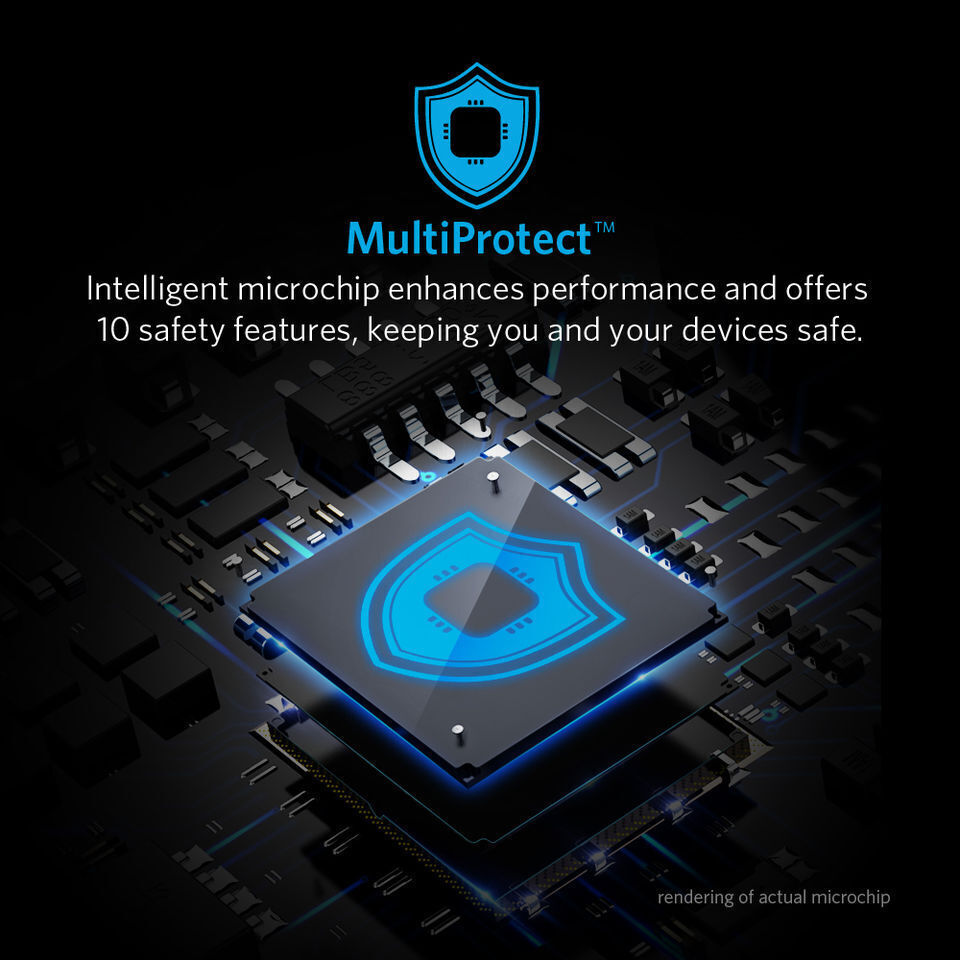 MultiProtect™
Intelligent microchip enhances performance and offers
10 safety features, keeping you and your devices safe.
rendering of actual microchip